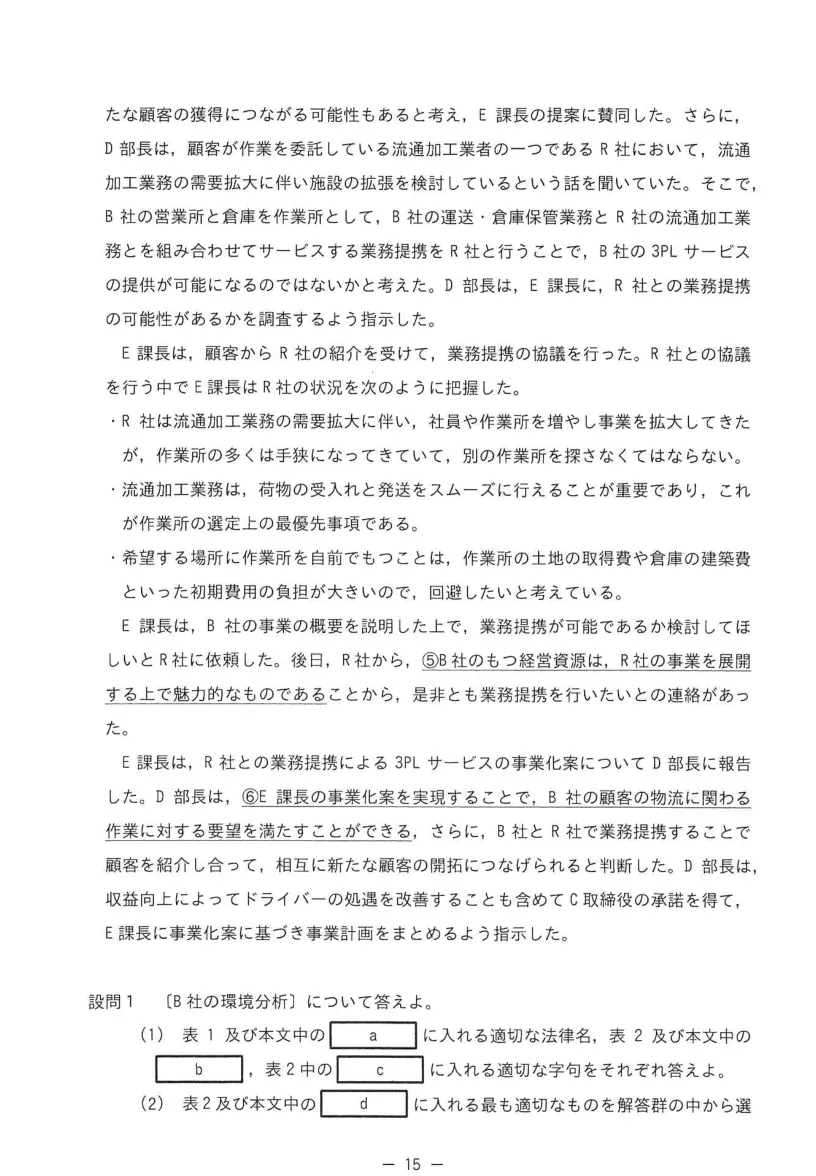 たな顧客の獲得につながる可能性もあると考え，E 課長の提案に賛同した。さらに，
D 部長は，顧客が作業を委託している流通加工業者の一つである R 社において，流通
加工業務の需要拡大に伴い施設の拡張を検討しているという話を聞いていた。そこで，
B 社の営業所と倉庫を作業所として，B 社の運送・倉庫保管業務と R 社の流通加工業
務とを組み合わせてサービスする業務提携を R 社と行うことで，B 社の 3PL サービス
の提供が可能になるのではないかと考えた。D 部長は，E 課長に，R 社との業務提携
の可能性があるかを調査するよう指示した。
E 課長は，顧客から R 社の紹介を受けて，業務提携の協議を行った。R 社との協議
を行う中で E 課長は R 社の状況を次のように把握した。
・R 社は流通加工業務の需要拡大に伴い，社員や作業所を増やし事業を拡大してきた
が，作業所の多くは手狭になってきていて，別の作業所を探さなくてはならない。
・流通加工業務は，荷物の受入れと発送をスムーズに行えることが重要であり，これ
が作業所の選定上の最優先事項である。
・希望する場所に作業所を自前でもつことは，作業所の土地の取得費や倉庫の建築費
といった初期費用の負担が大きいので，回避したいと考えている。
E 課長は，B 社の事業の概要を説明した上で，業務提携が可能であるか検討してほ
しいと R 社に依頼した。後日，R 社から，⑤B 社のもつ経営資源は，R 社の事業を展開
する上で魅力的なものであることから，是非とも業務提携を行いたいとの連絡があっ
た。
E 課長は，R 社との業務提携による 3PL サービスの事業化案について D 部長に報告
した。D 部長は，⑥E 課長の事業化案を実現することで，B 社の顧客の物流に関わる
作業に対する要望を満たすことができる，さらに，B 社と R 社で業務提携することで
顧客を紹介し合って，相互に新たな顧客の開拓につなげられると判断した。D 部長は，
収益向上によってドライバーの処遇を改善することも含めて C 取締役の承諾を得て，
E 課長に事業化案に基づき事業計画をまとめるよう指示した。
設問1 〔B 社の環境分析〕について答えよ。
(1) 表 1 及び本文中の a に入れる適切な法律名，表 2 及び本文中の
b ，表 2 中の c に入れる適切な字句をそれぞれ答えよ。
(2) 表 2 及び本文中の d に入れる最も適切なものを解答群の中から選
－ 15 －